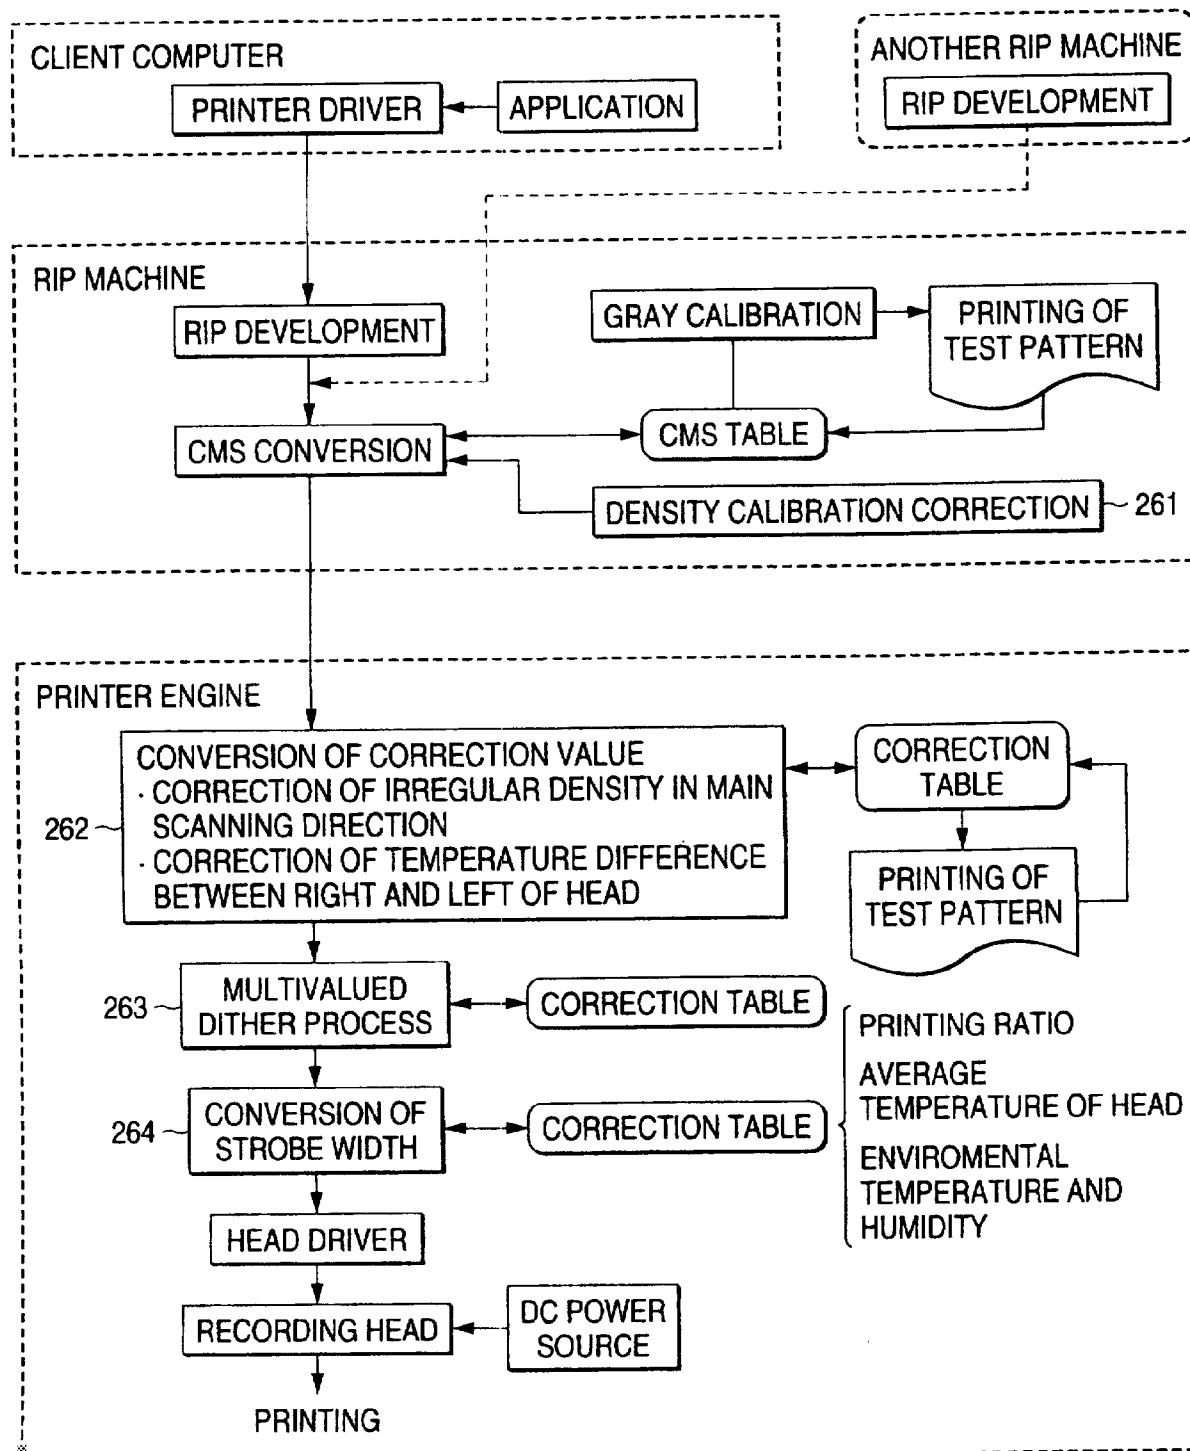 CLIENT COMPUTER
PRINTER DRIVER
APPLICATION
ANOTHER RIP MACHINE
RIP DEVELOPMENT
RIP MACHINE
RIP DEVELOPMENT
GRAY CALIBRATION
PRINTING OF
TEST PATTERN
CMS CONVERSION
CMS TABLE
DENSITY CALIBRATION CORRECTION
261
PRINTER ENGINE
CONVERSION OF CORRECTION VALUE
· CORRECTION OF IRREGULAR DENSITY IN MAIN
SCANNING DIRECTION
· CORRECTION OF TEMPERATURE DIFFERENCE
BETWEEN RIGHT AND LEFT OF HEAD
262
CORRECTION
TABLE
PRINTING OF
TEST PATTERN
263
MULTIVALUED
DITHER PROCESS
CORRECTION TABLE
264
CONVERSION OF
STROBE WIDTH
CORRECTION TABLE
PRINTING RATIO
AVERAGE
TEMPERATURE OF HEAD
ENVIROMENTAL
TEMPERATURE AND
HUMIDITY
HEAD DRIVER
RECORDING HEAD
DC POWER
SOURCE
PRINTING